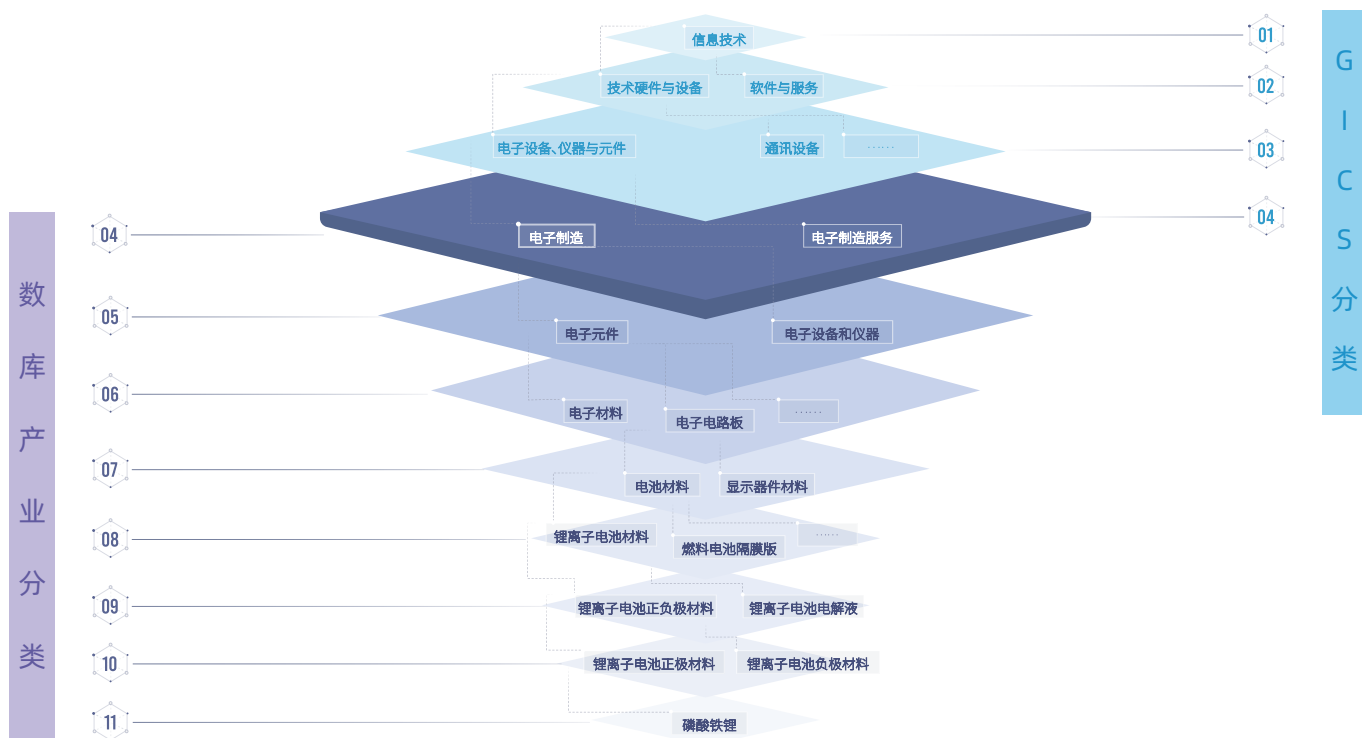 信息技术
01
技术硬件与设备
软件与服务
02
电子设备、仪器与元件
通讯设备
......
03
04
电子制造
电子制造服务
04
05
电子元件
电子设备和仪器
06
电子材料
电子电路板
......
07
电池材料
显示器件材料
08
锂离子电池材料
燃料电池隔膜版
......
09
锂离子电池正负极材料
锂离子电池电解液
10
锂离子电池正极材料
锂离子电池负极材料
11
磷酸铁锂
数库产业分类
GICS分类